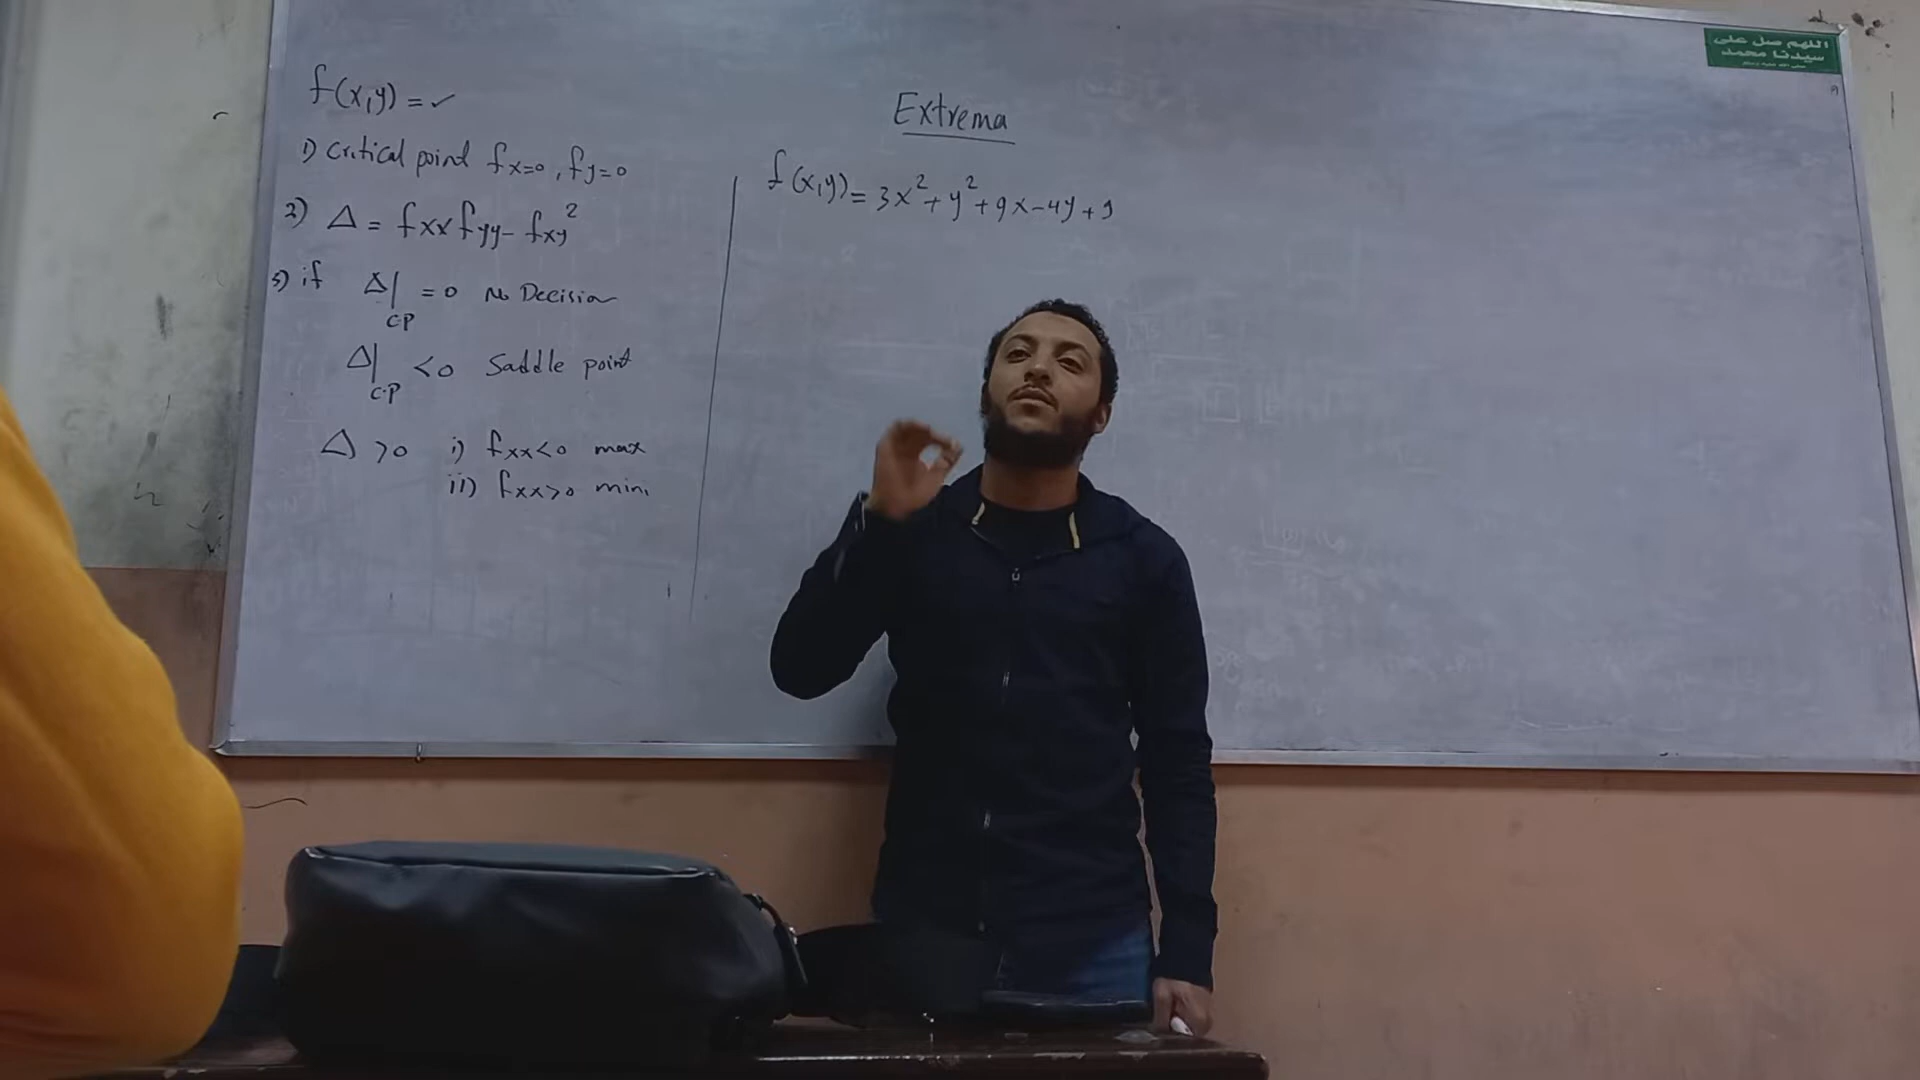 f(x,y) = ✓
1) Critical point fx=0, fy=0
2) Δ = fxx fyy - fxy²
3) if Δ|C.P = 0 No Decision
Δ|C.P < 0 Saddle point
Δ > 0 i) fxx<0 max
ii) fxx>0 min
Extrema
f(x,y) = 3x² + y² + 9x - 4y + 9
اللهم صل على
سيدنا محمد